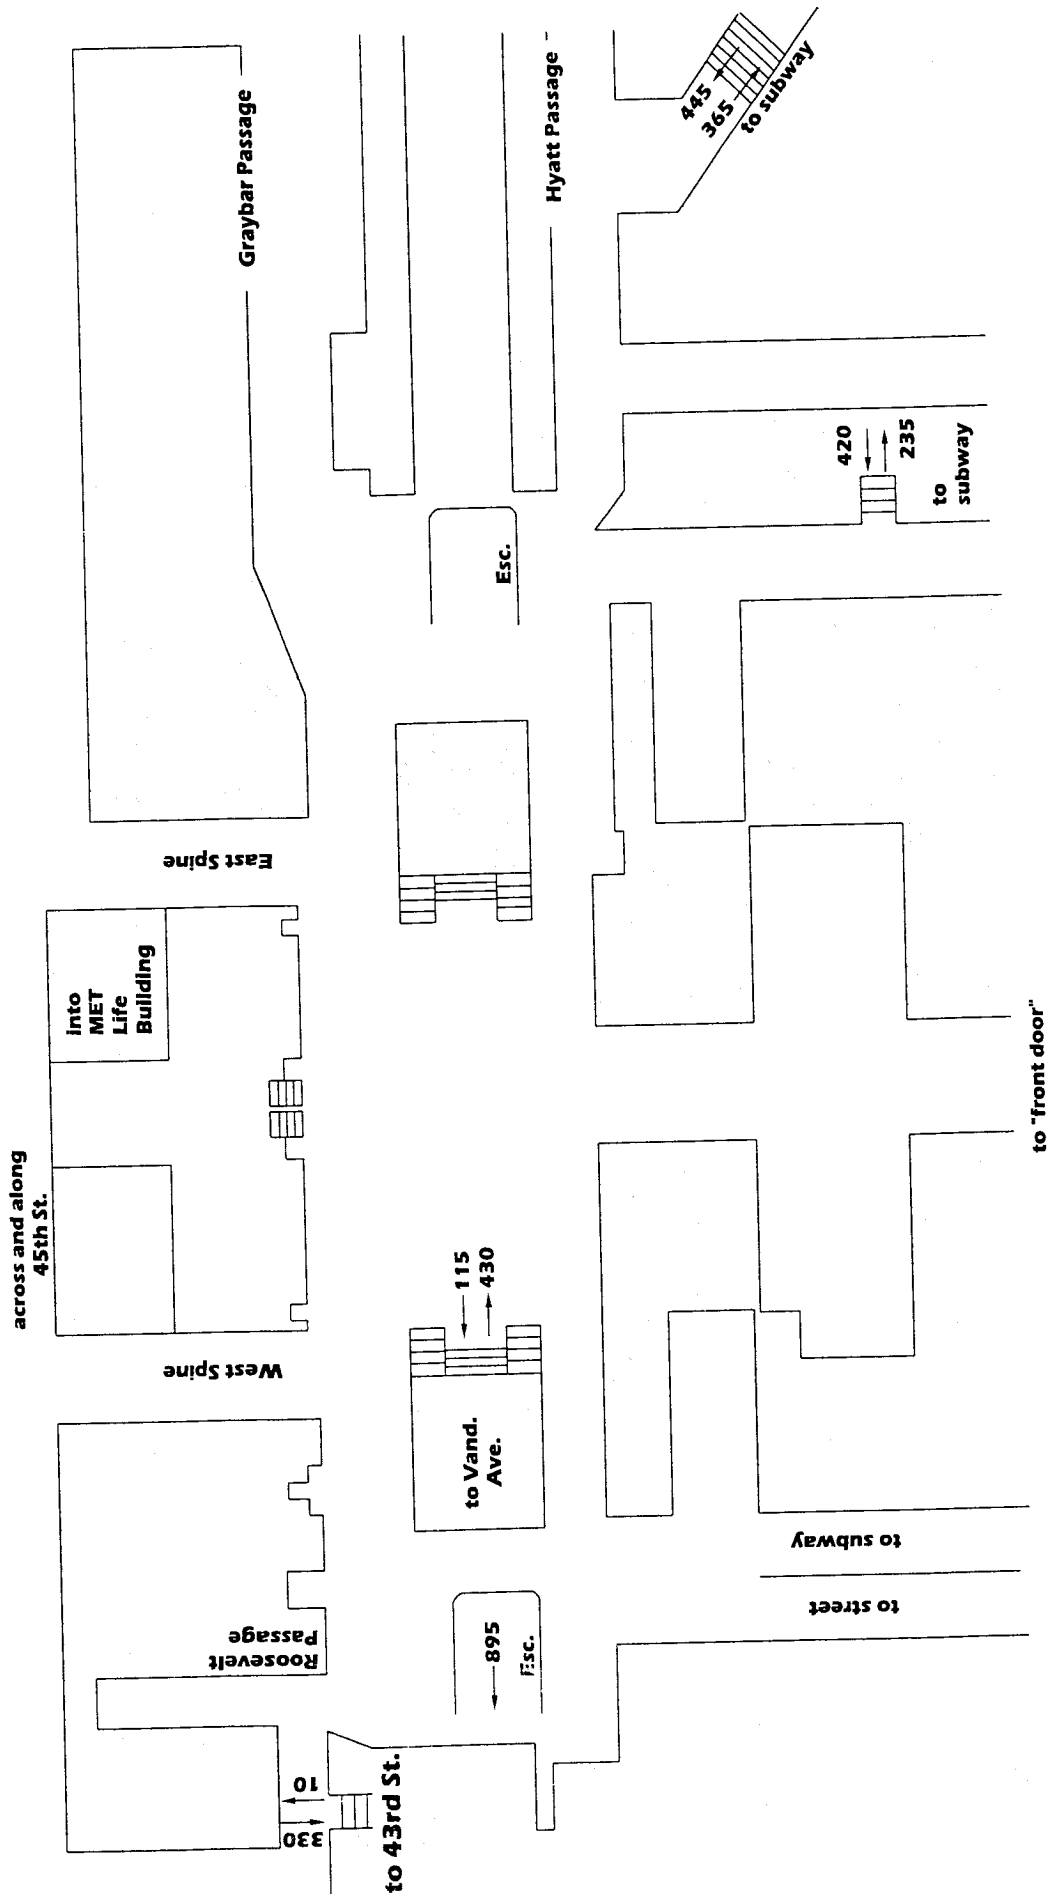 across and along
45th St.
into
MET
Life
Building
East Spine
West Spine
Graybar Passage
Hyatt Passage
445
365
to subway
420
235
to
subway
Esc.
115
430
to Vand.
Ave.
Roosevelt
Passage
895
Esc.
10
330
to 43rd St.
to subway
to street
to "front door"